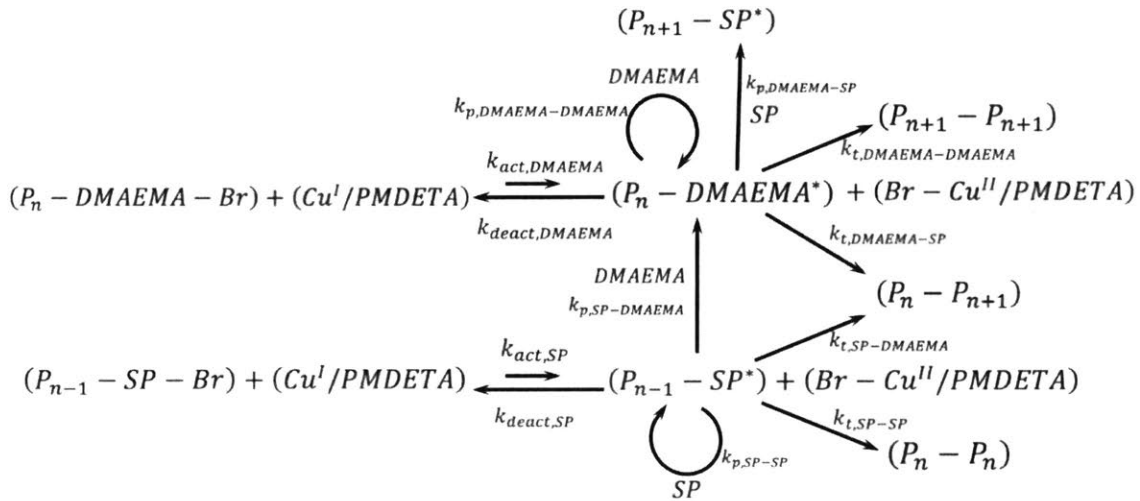 (P_{n+1} − SP*)
DMAEMA
k_{p,DMAEMA−DMAEMA}
k_{p,DMAEMA−SP}
SP
(P_{n+1} − P_{n+1})
k_{t,DMAEMA−DMAEMA}
k_{act,DMAEMA}
(P_n − DMAEMA − Br) + (Cu^I/PMDETA) (P_n − DMAEMA*) + (Br − Cu^{II}/PMDETA)
k_{deact,DMAEMA}
k_{t,DMAEMA−SP}
DMAEMA
k_{p,SP−DMAEMA}
(P_n − P_{n+1})
k_{t,SP−DMAEMA}
k_{act,SP}
(P_{n−1} − SP − Br) + (Cu^I/PMDETA) (P_{n−1} − SP*) + (Br − Cu^{II}/PMDETA)
k_{deact,SP}
k_{t,SP−SP}
k_{p,SP−SP}
(P_n − P_n)
SP